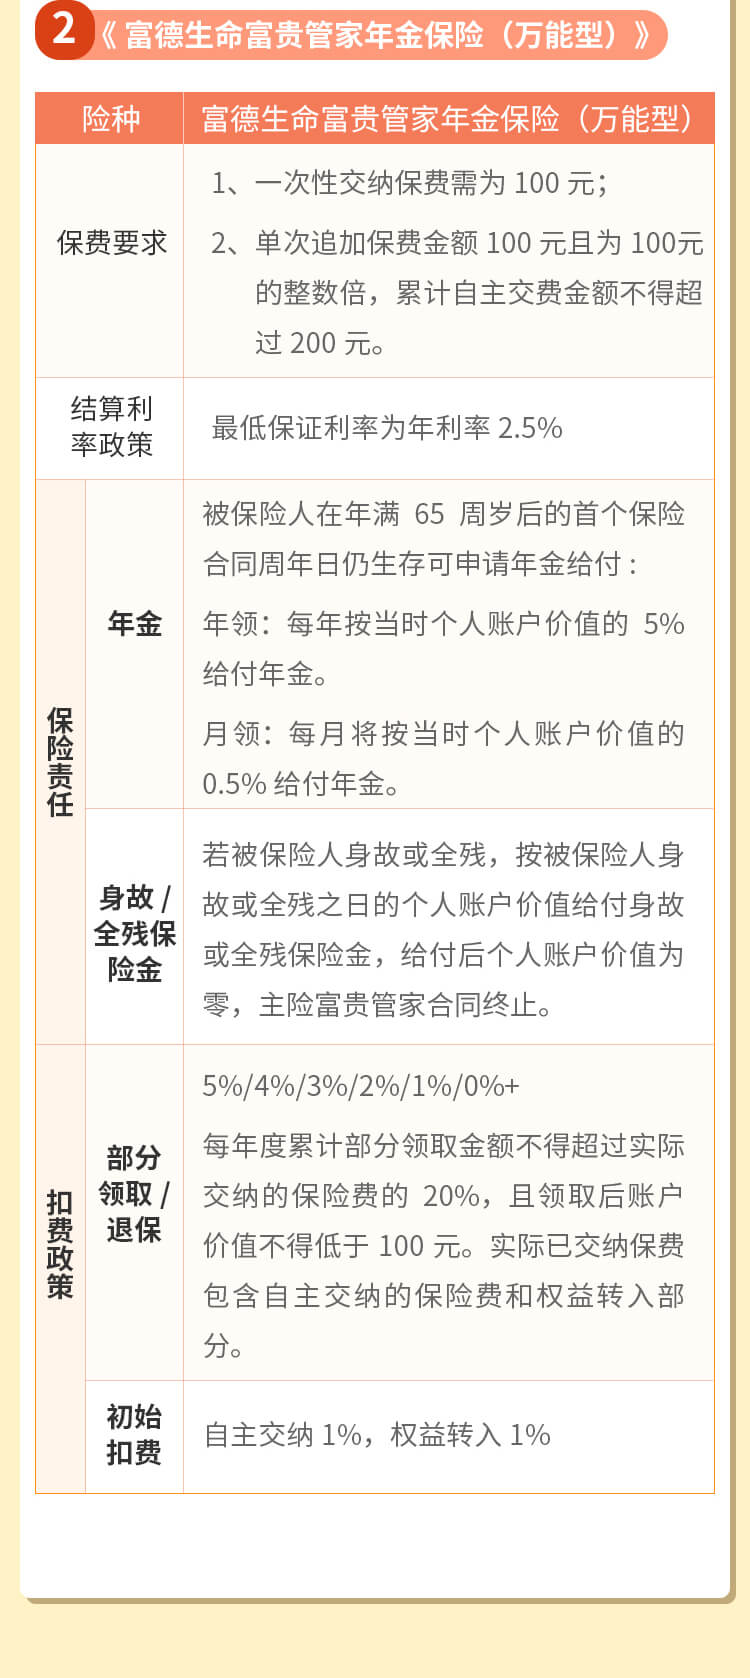 2《富德生命富贵管家年金保险（万能型）》
险种
富德生命富贵管家年金保险（万能型）
保费要求
1、一次性交纳保费需为 100 元；
2、单次追加保费金额 100 元且为 100元
的整数倍，累计自主交费金额不得超
过 200 元。
结算利
率政策
最低保证利率为年利率 2.5%
保险责任
年金
被保险人在年满 65 周岁后的首个保险
合同周年日仍生存可申请年金给付：
年领：每年按当时个人账户价值的 5%
给付年金。
月领：每月将按当时个人账户价值的
0.5% 给付年金。
身故 /
全残保
险金
若被保险人身故或全残，按被保险人身
故或全残之日的个人账户价值给付身故
或全残保险金，给付后个人账户价值为
零，主险富贵管家合同终止。
扣费政策
部分
领取 /
退保
5%/4%/3%/2%/1%/0%+
每年度累计部分领取金额不得超过实际
交纳的保险费的 20%，且领取后账户
价值不得低于 100 元。实际已交纳保费
包含自主交纳的保险费和权益转入部
分。
初始
扣费
自主交纳 1%，权益转入 1%